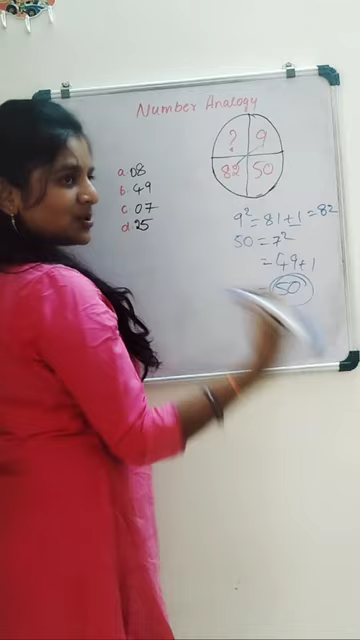 Number Analogy
? 9
82 50
a. 08
b. 49
c. 07
d. 25
9² = 81 + 1 = 82
50 = 7²
= 49 + 1
= 50